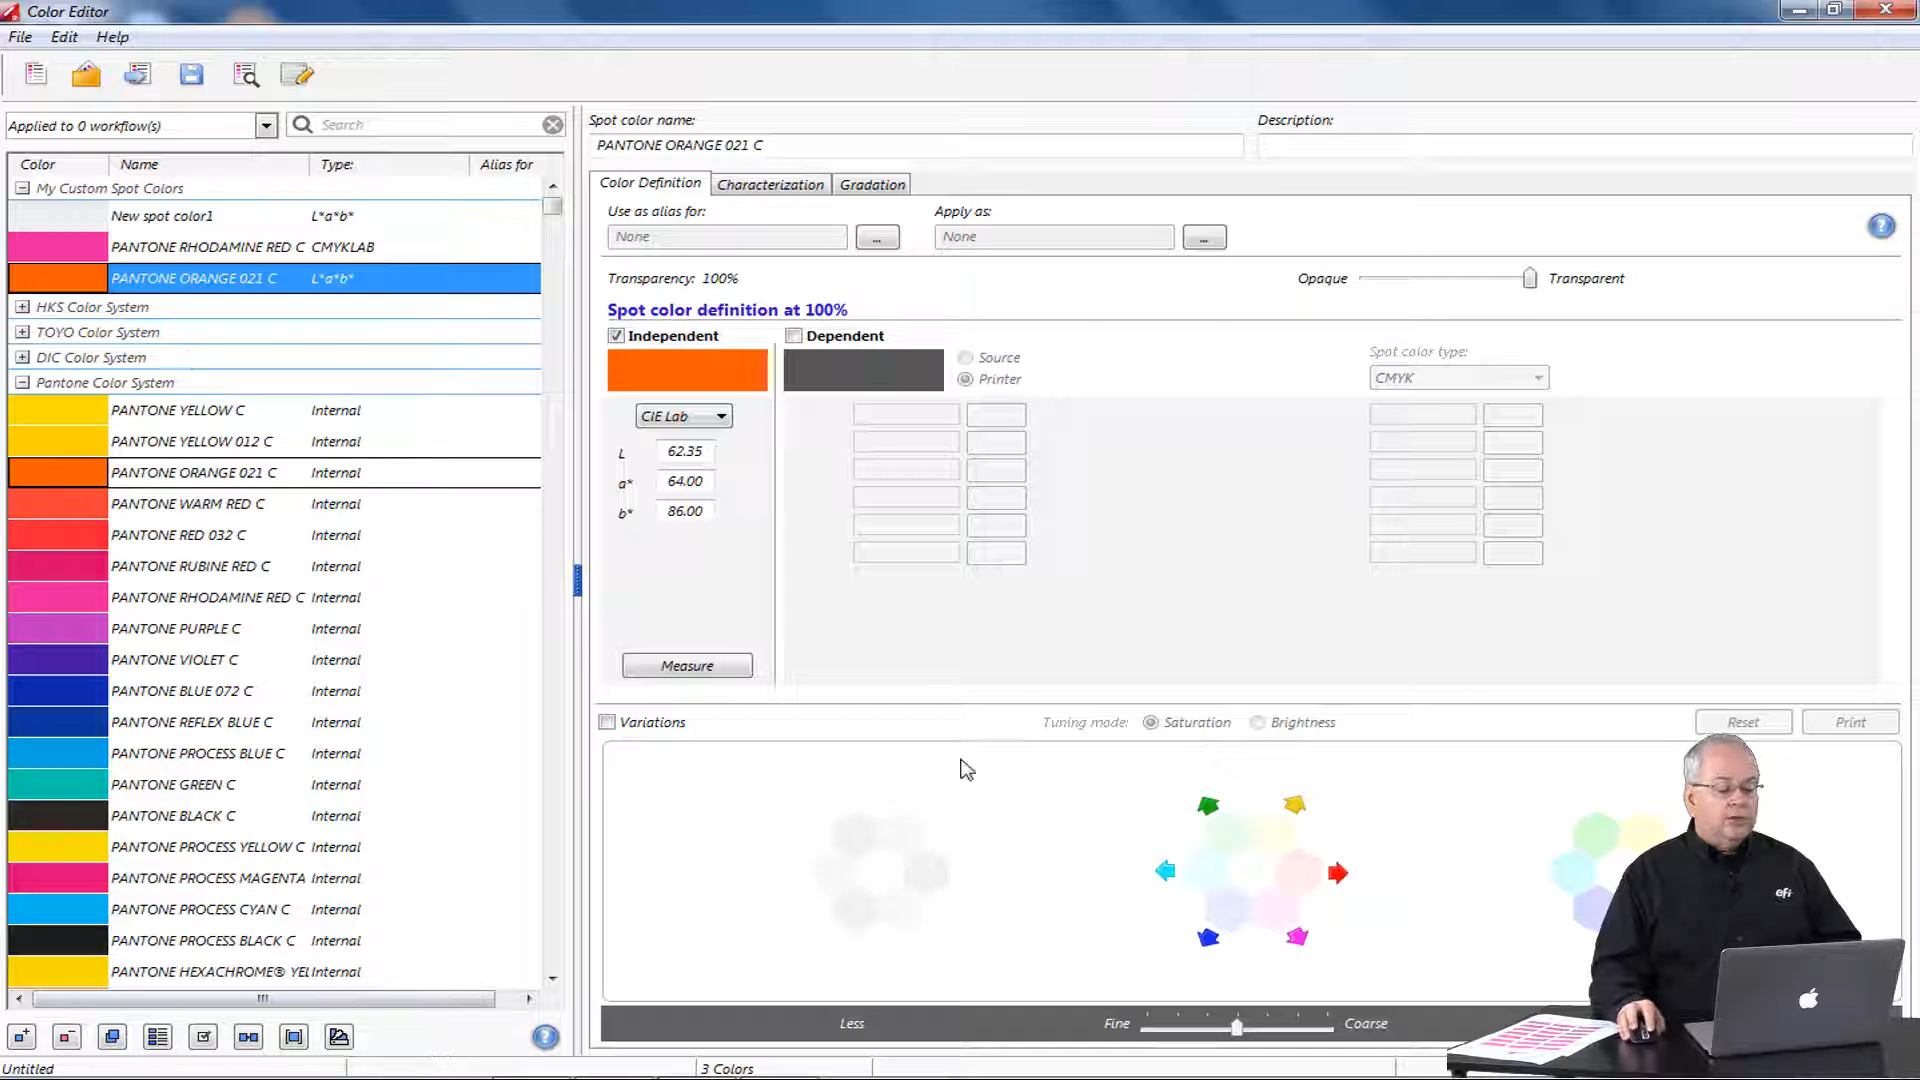 Color Editor
File Edit Help
Applied to 0 workflow(s) Search
Color Name Type: Alias for
My Custom Spot Colors
New spot color1 L*a*b*
PANTONE RHODAMINE RED C CMYKLAB
PANTONE ORANGE 021 C L*a*b*
HKS Color System
TOYO Color System
DIC Color System
Pantone Color System
PANTONE YELLOW C Internal
PANTONE YELLOW 012 C Internal
PANTONE ORANGE 021 C Internal
PANTONE WARM RED C Internal
PANTONE RED 032 C Internal
PANTONE RUBINE RED C Internal
PANTONE RHODAMINE RED C Internal
PANTONE PURPLE C Internal
PANTONE VIOLET C Internal
PANTONE BLUE 072 C Internal
PANTONE REFLEX BLUE C Internal
PANTONE PROCESS BLUE C Internal
PANTONE GREEN C Internal
PANTONE BLACK C Internal
PANTONE PROCESS YELLOW C Internal
PANTONE PROCESS MAGENTA Internal
PANTONE PROCESS CYAN C Internal
PANTONE PROCESS BLACK C Internal
PANTONE HEXACHROME® YEL Internal
Untitled
3 Colors
Spot color name: Description:
PANTONE ORANGE 021 C
Color Definition Characterization Gradation
Use as alias for: Apply as:
None ... None ...
Transparency: 100% Opaque Transparent
Spot color definition at 100%
Independent Dependent
Source
Printer
Spot color type:
CMYK
CIE Lab
L 62.35
a* 64.00
b* 86.00
Measure
Variations Tuning mode: Saturation Brightness Reset Print
Less Fine Coarse
efi